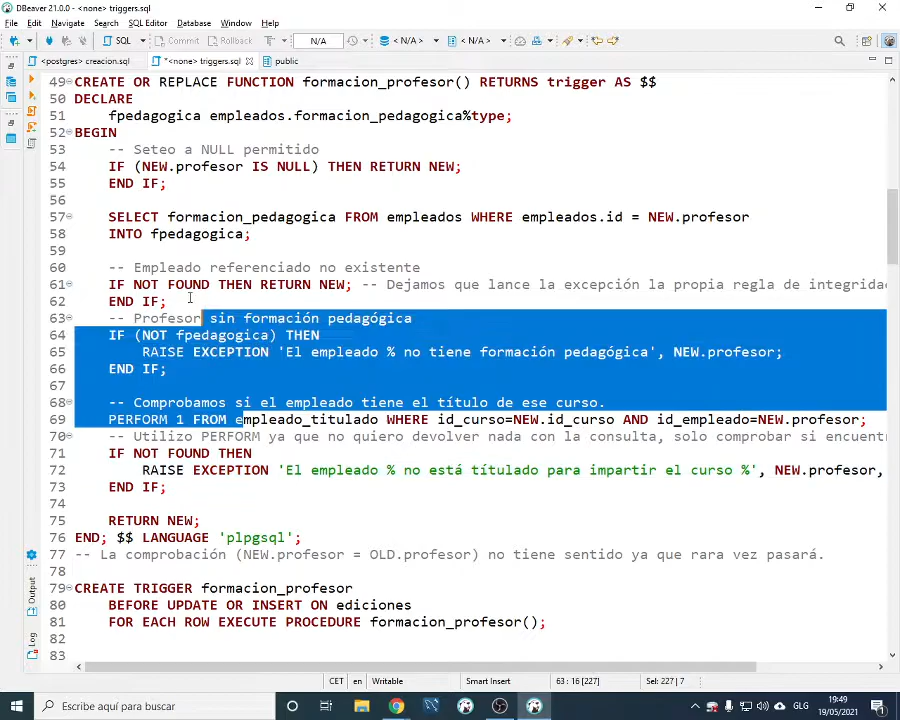 DBeaver 21.0.0 - <none> triggers.sql
File Edit Navigate Search SQL Editor Database Window Help
SQL Commit Rollback T N/A < N/A > < N/A >
<postgres> creacion.sql *<none> triggers.sql public
49 CREATE OR REPLACE FUNCTION formacion_profesor() RETURNS trigger AS $$
50 DECLARE
51 fpedagogica empleados.formacion_pedagogica%type;
52 BEGIN
53 -- Seteo a NULL permitido
54 IF (NEW.profesor IS NULL) THEN RETURN NEW;
55 END IF;
56
57 SELECT formacion_pedagogica FROM empleados WHERE empleados.id = NEW.profesor
58 INTO fpedagogica;
59
60 -- Empleado referenciado no existente
61 IF NOT FOUND THEN RETURN NEW; -- Dejamos que lance la excepción la propia regla de integridad
62 END IF;
63 -- Profesor sin formación pedagógica
64 IF (NOT fpedagogica) THEN
65 RAISE EXCEPTION 'El empleado % no tiene formación pedagógica', NEW.profesor;
66 END IF;
67
68 -- Comprobamos si el empleado tiene el título de ese curso.
69 PERFORM 1 FROM empleado_titulado WHERE id_curso=NEW.id_curso AND id_empleado=NEW.profesor;
70 -- Utilizo PERFORM ya que no quiero devolver nada con la consulta, solo comprobar si encuent
71 IF NOT FOUND THEN
72 RAISE EXCEPTION 'El empleado % no está títulado para impartir el curso %', NEW.profesor,
73 END IF;
74
75 RETURN NEW;
76 END; $$ LANGUAGE 'plpgsql';
77 -- La comprobación (NEW.profesor = OLD.profesor) no tiene sentido ya que rara vez pasará.
78
79 CREATE TRIGGER formacion_profesor
80 BEFORE UPDATE OR INSERT ON ediciones
81 FOR EACH ROW EXECUTE PROCEDURE formacion_profesor();
82
83
Output
Log
CET en Writable Smart Insert 63 : 16 [227] Sel: 227 | 7
Escribe aquí para buscar
GLG 19:49
19/05/2021